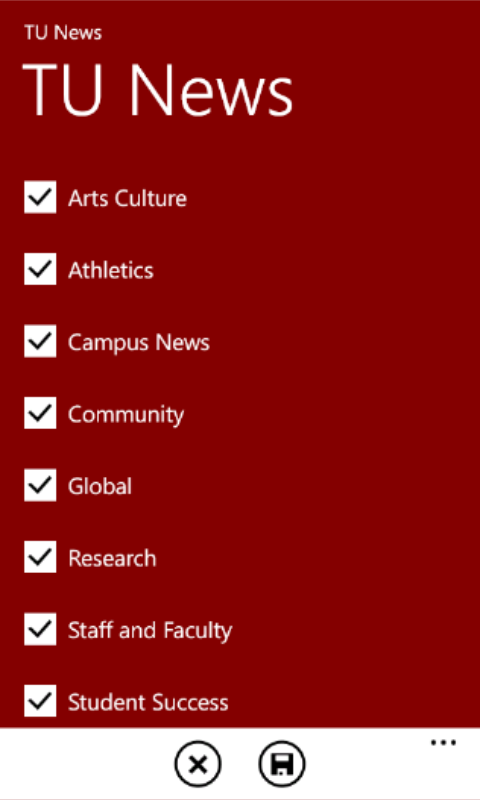 TU News
TU News
Arts Culture
Athletics
Campus News
Community
Global
Research
Staff and Faculty
Student Success